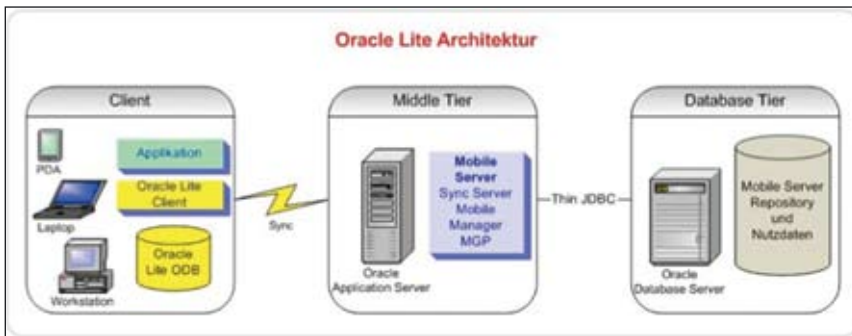 Oracle Lite Architektur
Client
PDA
Applikation
Laptop
Oracle Lite
Client
Workstation
Oracle
Lite ODB
Sync
Middle Tier
Oracle
Application Server
Mobile
Server
Sync Server
Mobile
Manager
MGP
Thin JDBC
Database Tier
Oracle
Database Server
Mobile Server
Repository
und
Nutzdaten